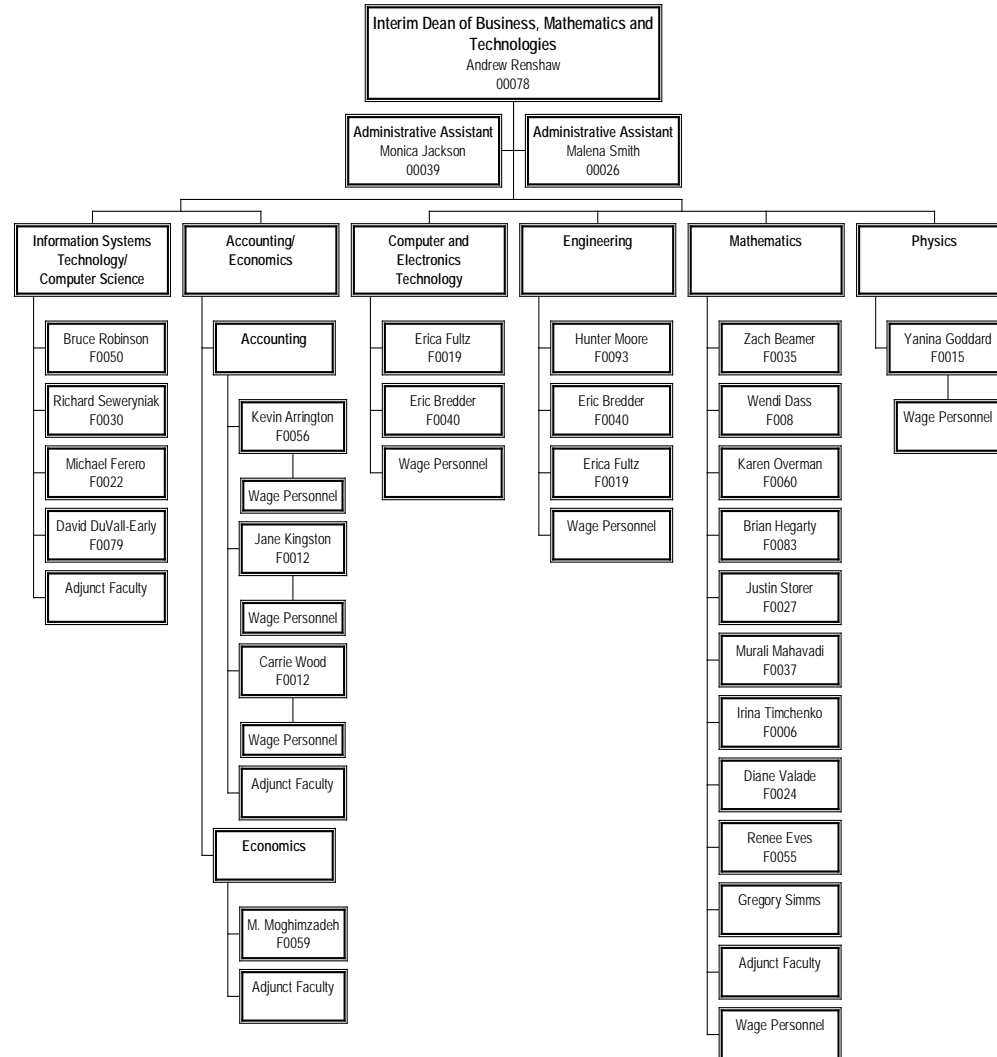 Interim Dean of Business, Mathematics and
Technologies
Andrew Renshaw
00078
Administrative Assistant
Monica Jackson
00039
Administrative Assistant
Malena Smith
00026
Information Systems
Technology/
Computer Science
Bruce Robinson
F0050
Richard Seweryniak
F0030
Michael Ferero
F0022
David DuVall-Early
F0079
Adjunct Faculty
Accounting/
Economics
Accounting
Kevin Arrington
F0056
Wage Personnel
Jane Kingston
F0012
Wage Personnel
Carrie Wood
F0012
Wage Personnel
Adjunct Faculty
Economics
M. Moghimzadeh
F0059
Adjunct Faculty
Computer and
Electronics
Technology
Erica Fultz
F0019
Eric Bredder
F0040
Wage Personnel
Engineering
Hunter Moore
F0093
Eric Bredder
F0040
Erica Fultz
F0019
Wage Personnel
Mathematics
Zach Beamer
F0035
Wendi Dass
F008
Karen Overman
F0060
Brian Hegarty
F0083
Justin Storer
F0027
Murali Mahavadi
F0037
Irina Timchenko
F0006
Diane Valade
F0024
Renee Eves
F0055
Gregory Simms
Adjunct Faculty
Wage Personnel
Physics
Yanina Goddard
F0015
Wage Personnel